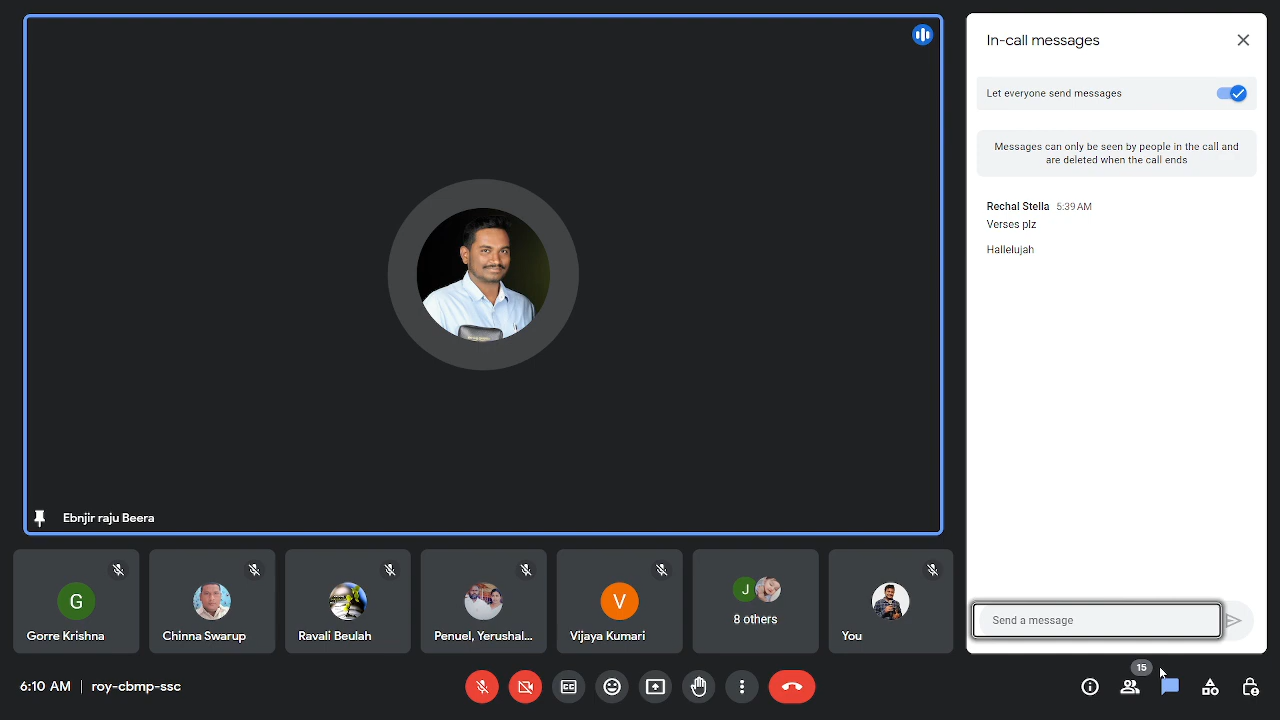 In-call messages
Let everyone send messages
Messages can only be seen by people in the call and
are deleted when the call ends
Rechal Stella 5:39 AM
Verses plz
Hallelujah
Ebnjir raju Beera
G
Gorre Krishna
Chinna Swarup
Ravali Beulah
Penuel, Yerushal...
V
Vijaya Kumari
J
8 others
You
Send a message
6:10 AM | roy-cbmp-ssc
15